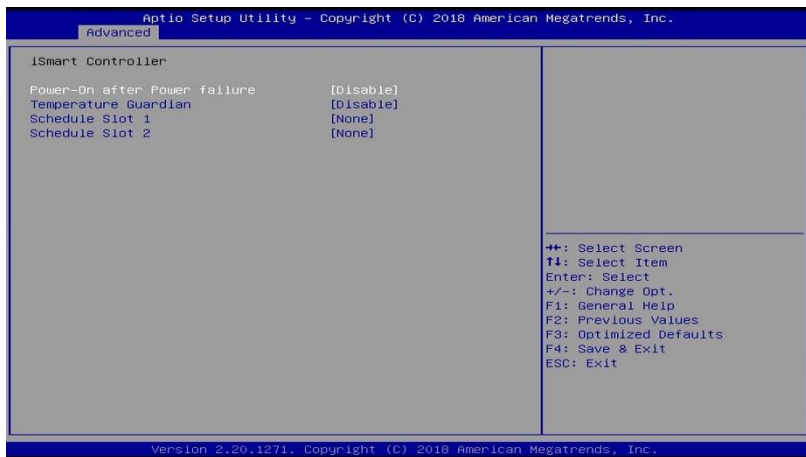 Aptio Setup Utility – Copyright (C) 2018 American Megatrends, Inc.
Advanced
iSmart Controller
Power-On after Power failure [Disable]
Temperature Guardian [Disable]
Schedule Slot 1 [None]
Schedule Slot 2 [None]
→←: Select Screen
↑↓: Select Item
Enter: Select
+/-: Change Opt.
F1: General Help
F2: Previous Values
F3: Optimized Defaults
F4: Save & Exit
ESC: Exit
Version 2.20.1271. Copyright (C) 2018 American Megatrends, Inc.